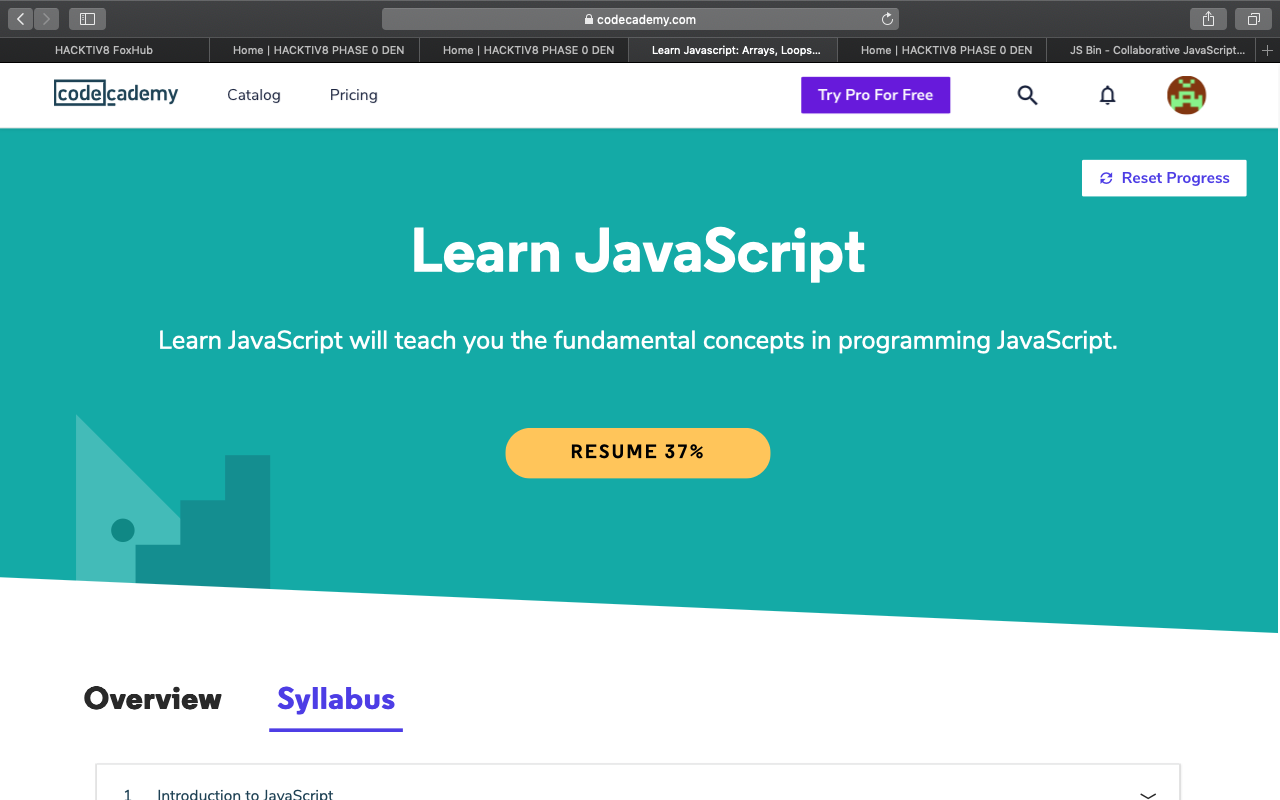 codecademy.com
HACKTIV8 FoxHub
Home | HACKTIV8 PHASE 0 DEN
Home | HACKTIV8 PHASE 0 DEN
Learn Javascript: Arrays, Loops...
Home | HACKTIV8 PHASE 0 DEN
JS Bin - Collaborative JavaScript...
codecademy
Catalog
Pricing
Try Pro For Free
Reset Progress
Learn JavaScript
Learn JavaScript will teach you the fundamental concepts in programming JavaScript.
RESUME 37%
Overview
Syllabus
1 Introduction to JavaScript